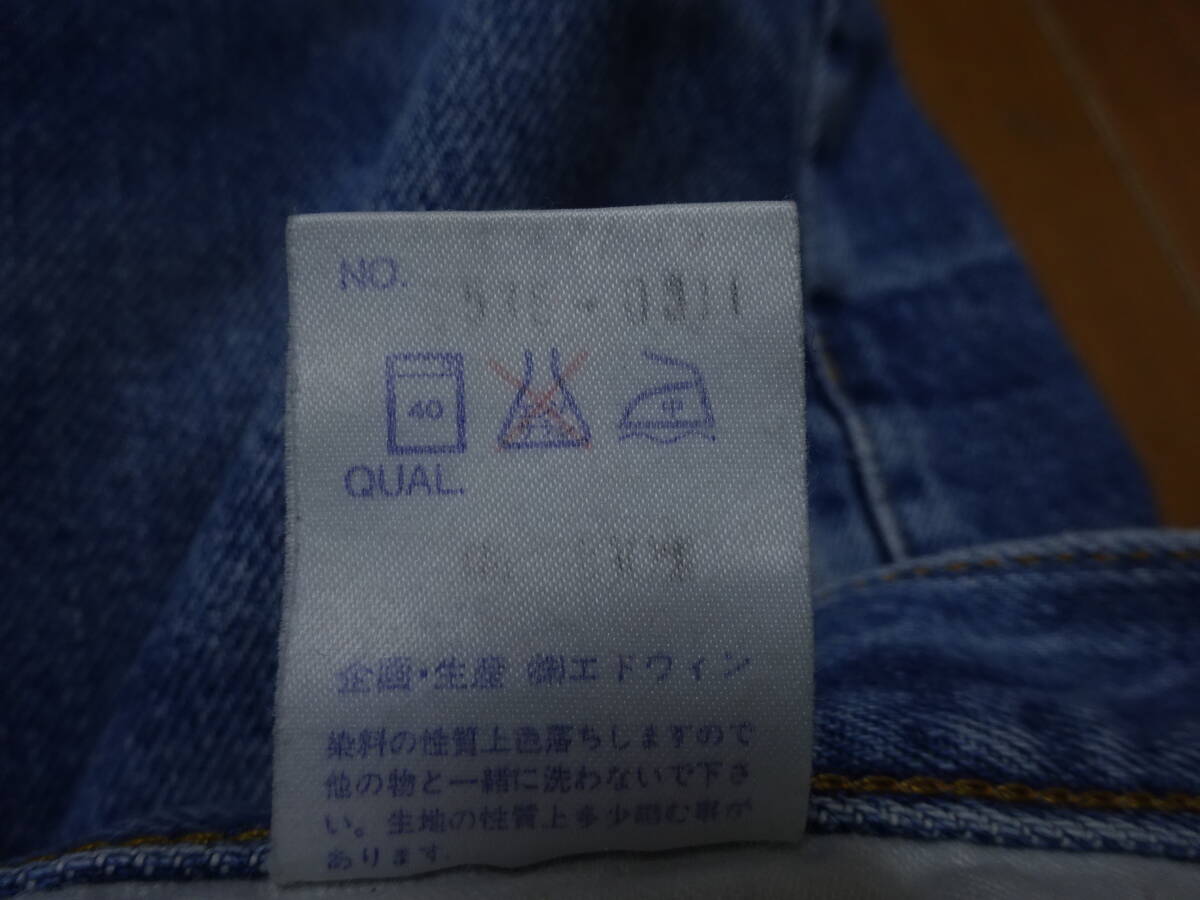 NO.
40 中
QUAL.
企画・生産 ㈱エドウィン
染料の性質上色落ちしますので
他の物と一緒に洗わないで下さ
い。生地の性質上多少縮む事が
あります.